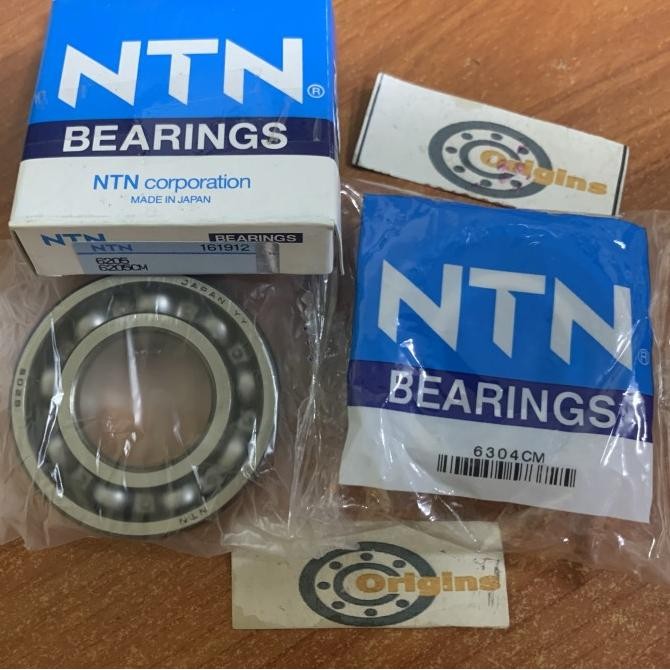 NTN®
BEARINGS
NTN corporation
MADE IN JAPAN
NTN BEARINGS
NTN 161912
6205
6205CM
JAPAN YY
NTN
Origins
NTN®
BEARINGS
6304CM
Origins